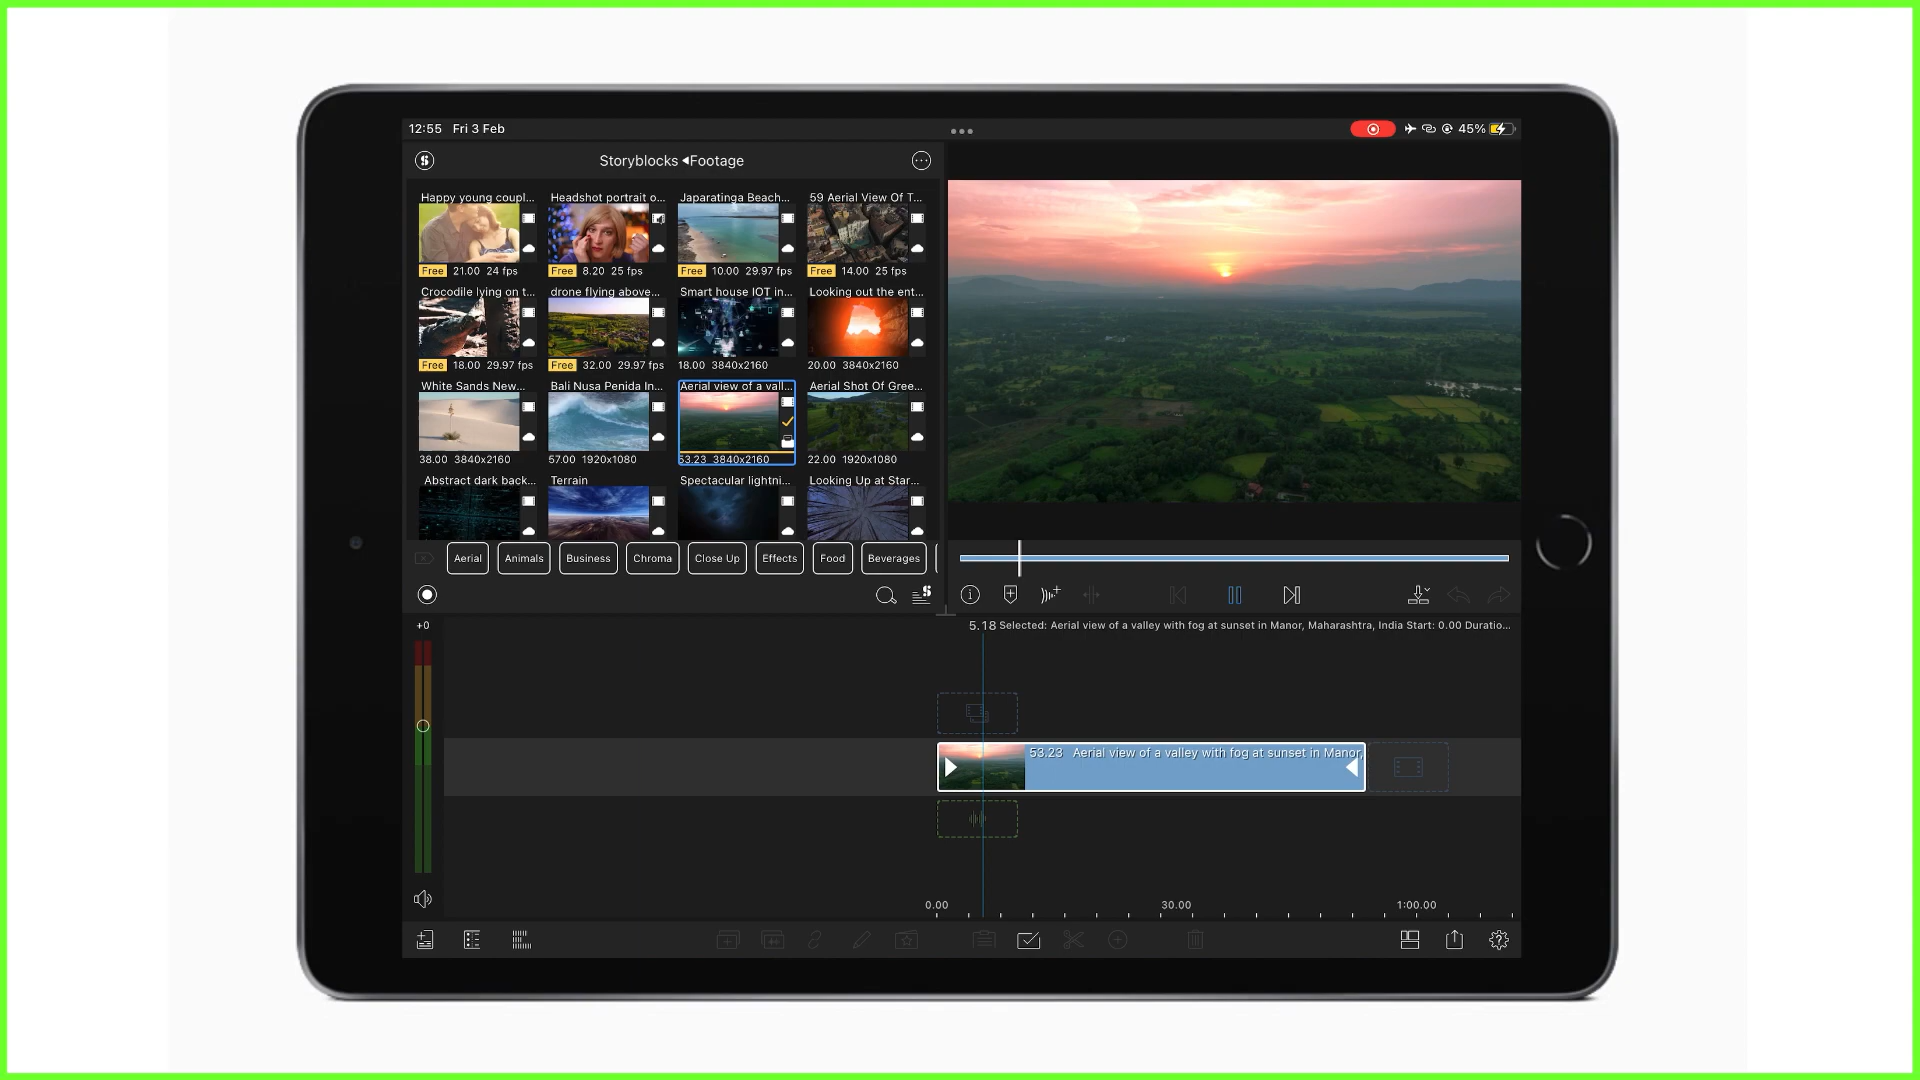 12:55 Fri 3 Feb
45%
Storyblocks ◀Footage
Happy young coupl... Headshot portrait o... Japaratinga Beach... 59 Aerial View Of T...
Free 21.00 24 fps Free 8.20 25 fps Free 10.00 29.97 fps Free 14.00 25 fps
Crocodile lying on t... drone flying above... Smart house IOT in... Looking out the ent...
Free 18.00 29.97 fps Free 32.00 29.97 fps 18.00 3840x2160 20.00 3840x2160
White Sands New... Bali Nusa Penida In... Aerial view of a vall... Aerial Shot Of Gree...
38.00 3840x2160 57.00 1920x1080 53.23 3840x2160 22.00 1920x1080
Abstract dark back... Terrain Spectacular lightni... Looking Up at Star...
Aerial Animals Business Chroma Close Up Effects Food Beverages
+0
5.18 Selected: Aerial view of a valley with fog at sunset in Manor, Maharashtra, India Start: 0.00 Duratio...
53.23 Aerial view of a valley with fog at sunset in Manor,
0.00 30.00 1:00.00